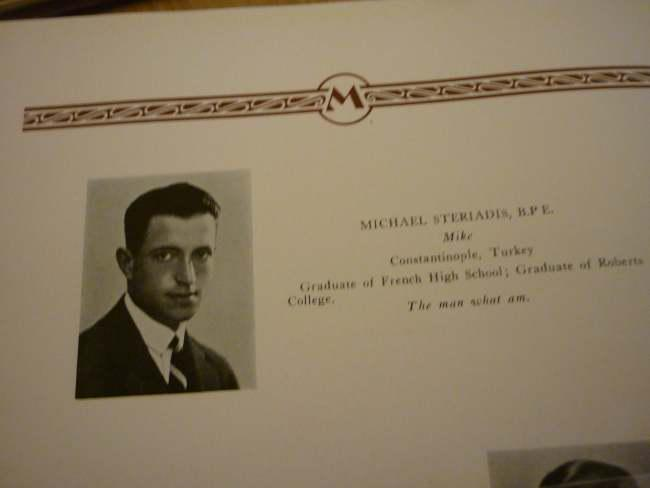 M
MICHAEL STERIADIS, B.P E.
Mike
Constantinople, Turkey
Graduate of French High School; Graduate of Roberts
College.
The man what am.